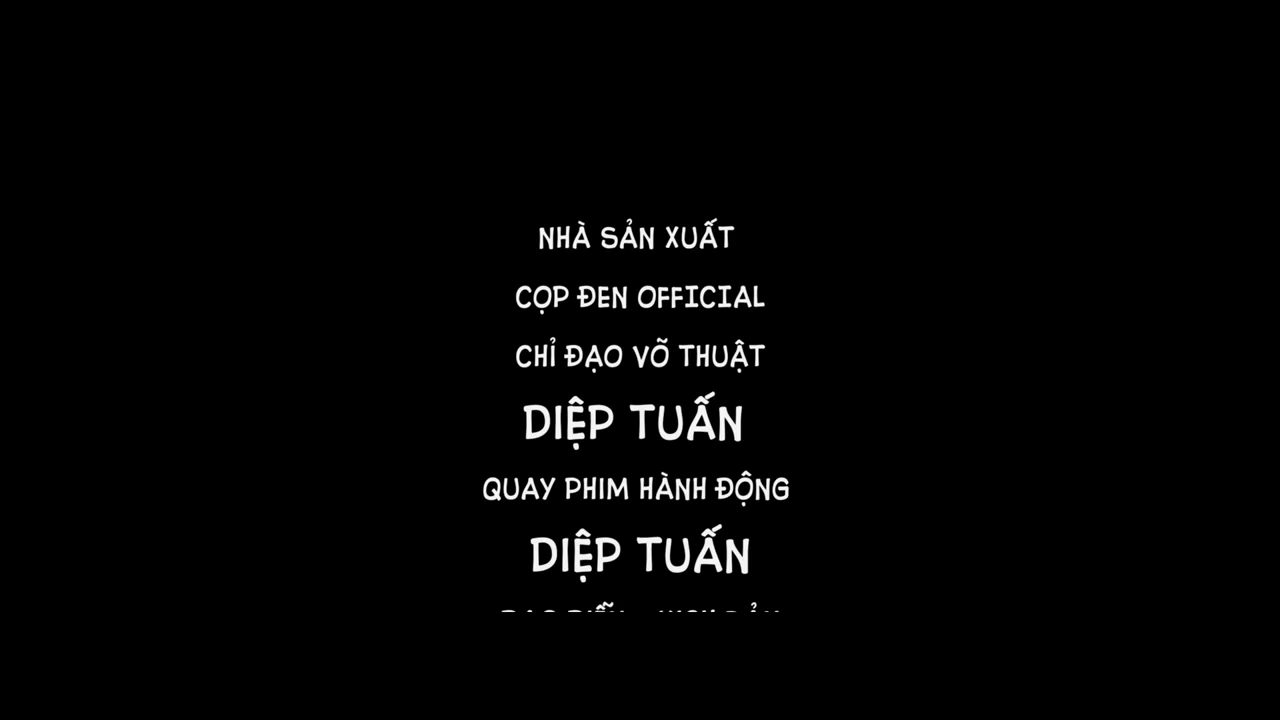 NHÀ SẢN XUẤT
CỌP ĐEN OFFICIAL
CHỈ ĐẠO VÕ THUẬT
DIỆP TUẤN
QUAY PHIM HÀNH ĐỘNG
DIỆP TUẤN